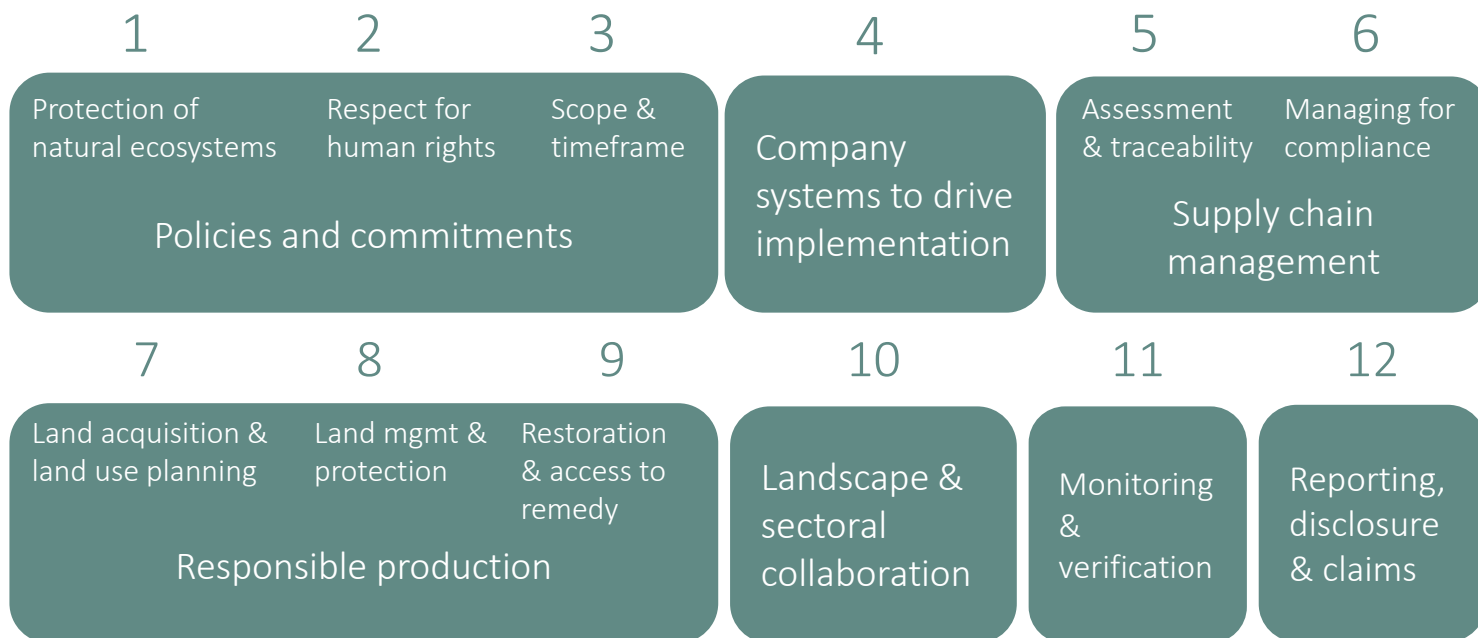 1 2 3 4 5 6
Protection of
natural ecosystems
Respect for
human rights
Scope &
timeframe
Policies and commitments
Company
systems to drive
implementation
Assessment
& traceability
Managing for
compliance
Supply chain
management
7 8 9 10 11 12
Land acquisition &
land use planning
Land mgmt &
protection
Restoration
& access to
remedy
Responsible production
Landscape &
sectoral
collaboration
Monitoring
&
verification
Reporting,
disclosure
& claims